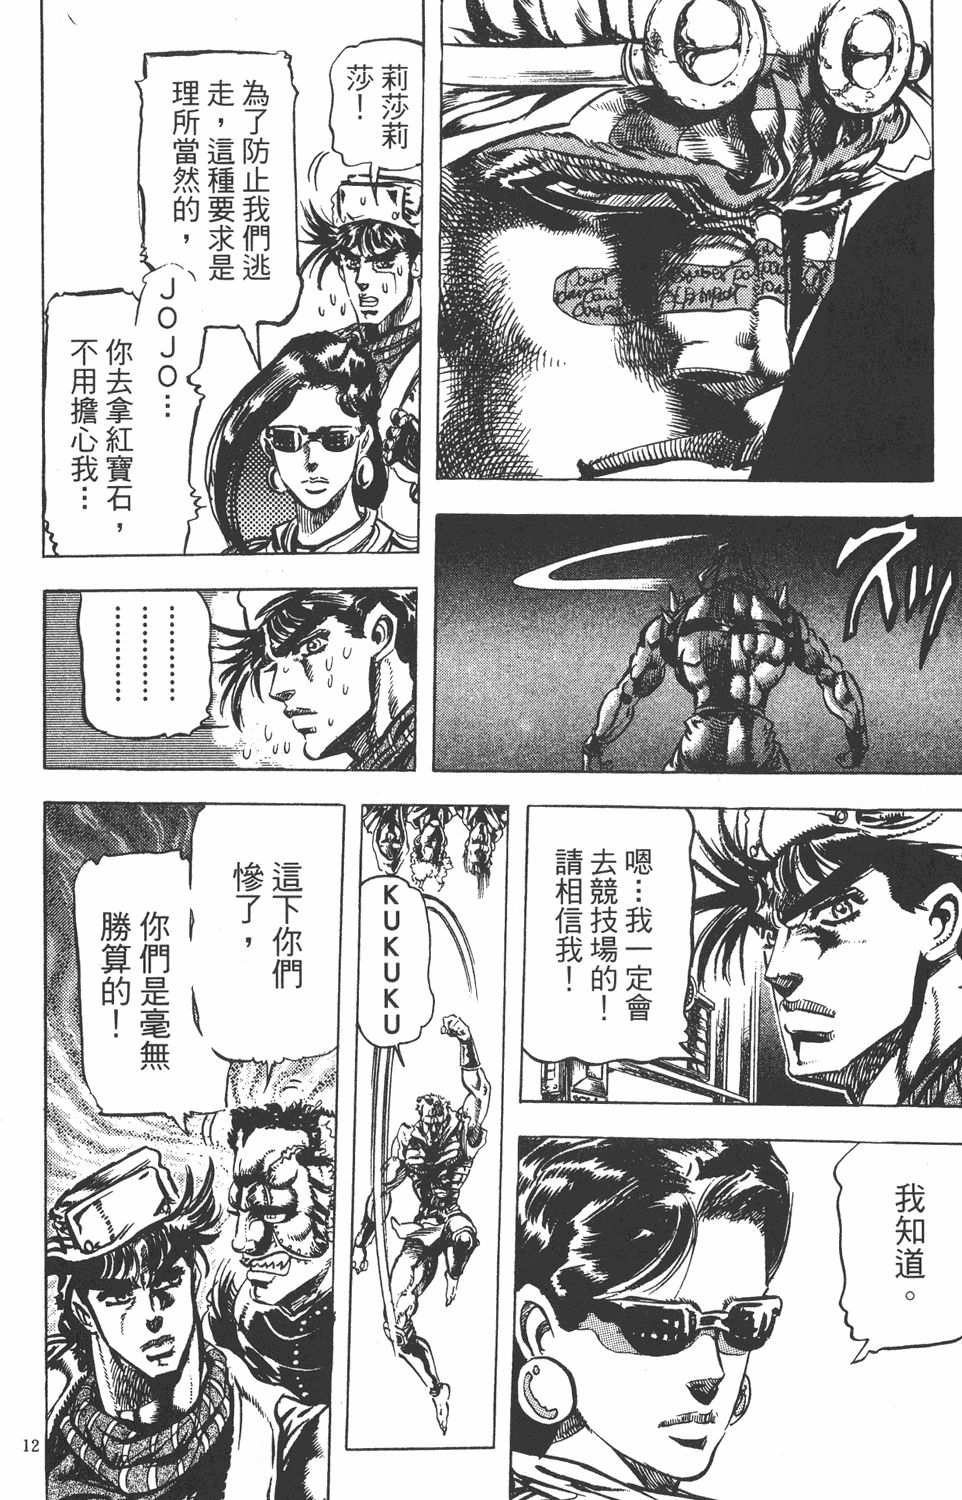 莉莎莉
莎！
為了防止我們逃
走，這種要求是
理所當然的，
JOJO…
你去拿紅寶石，
不用擔心我…
ズッ
………
………
………
嗯…我一定會
去競技場的！
請相信我！
我知道。
KUKUKU
這下你們
慘了，
你們是毫無
勝算的！
12